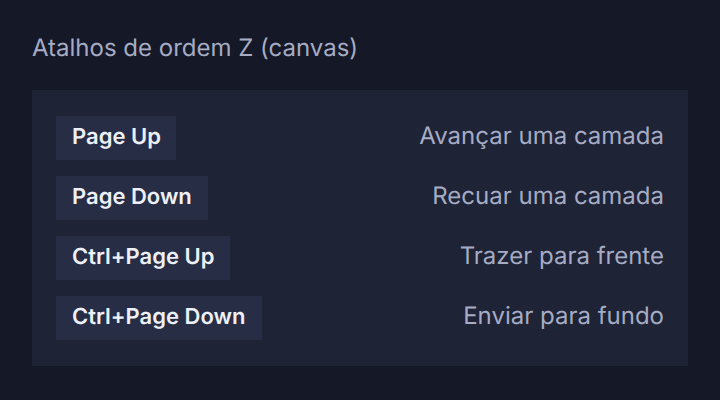 Atalhos de ordem Z (canvas)
Page Up Avançar uma camada
Page Down Recuar uma camada
Ctrl+Page Up Trazer para frente
Ctrl+Page Down Enviar para fundo